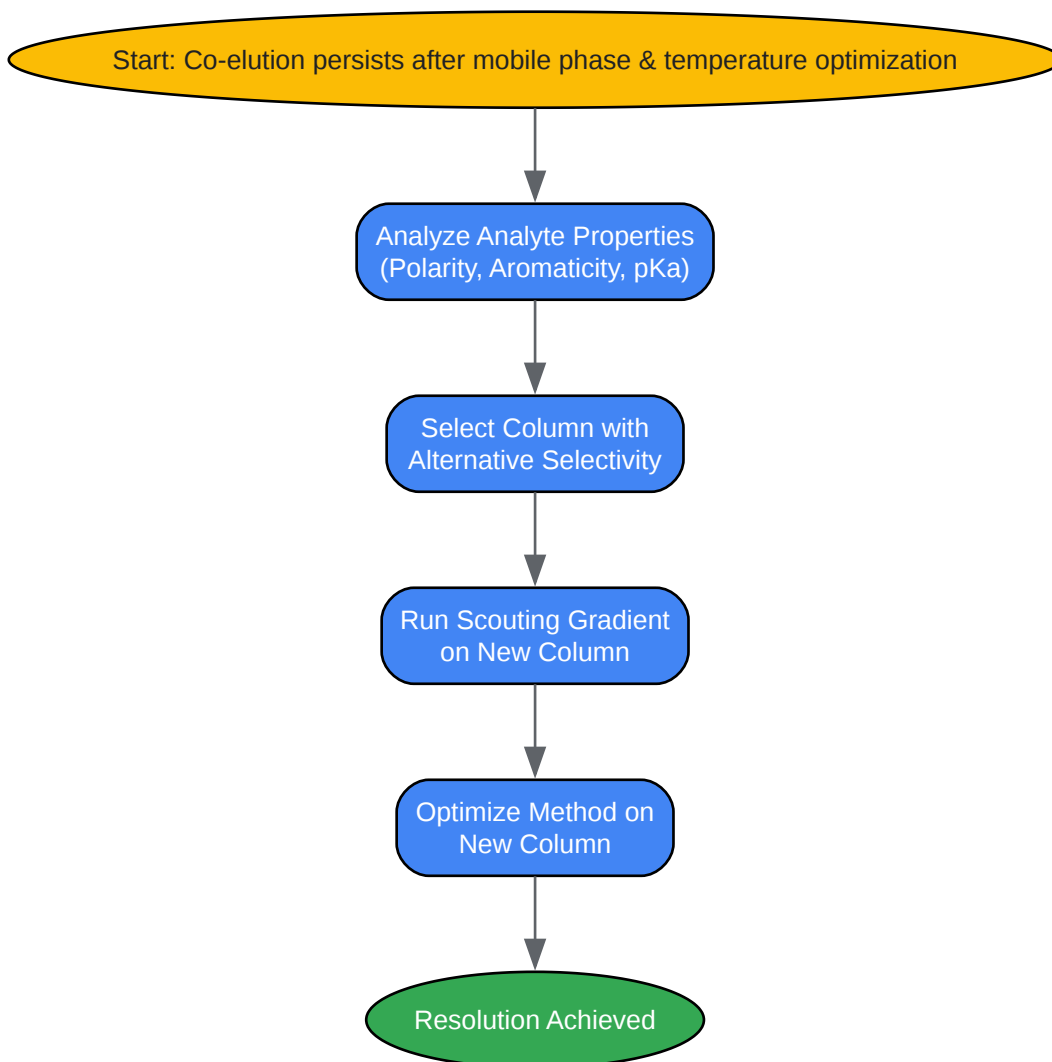 Start: Co-elution persists after mobile phase & temperature optimization
Analyze Analyte Properties
(Polarity, Aromaticity, pKa)
Select Column with
Alternative Selectivity
Run Scouting Gradient
on New Column
Optimize Method on
New Column
Resolution Achieved